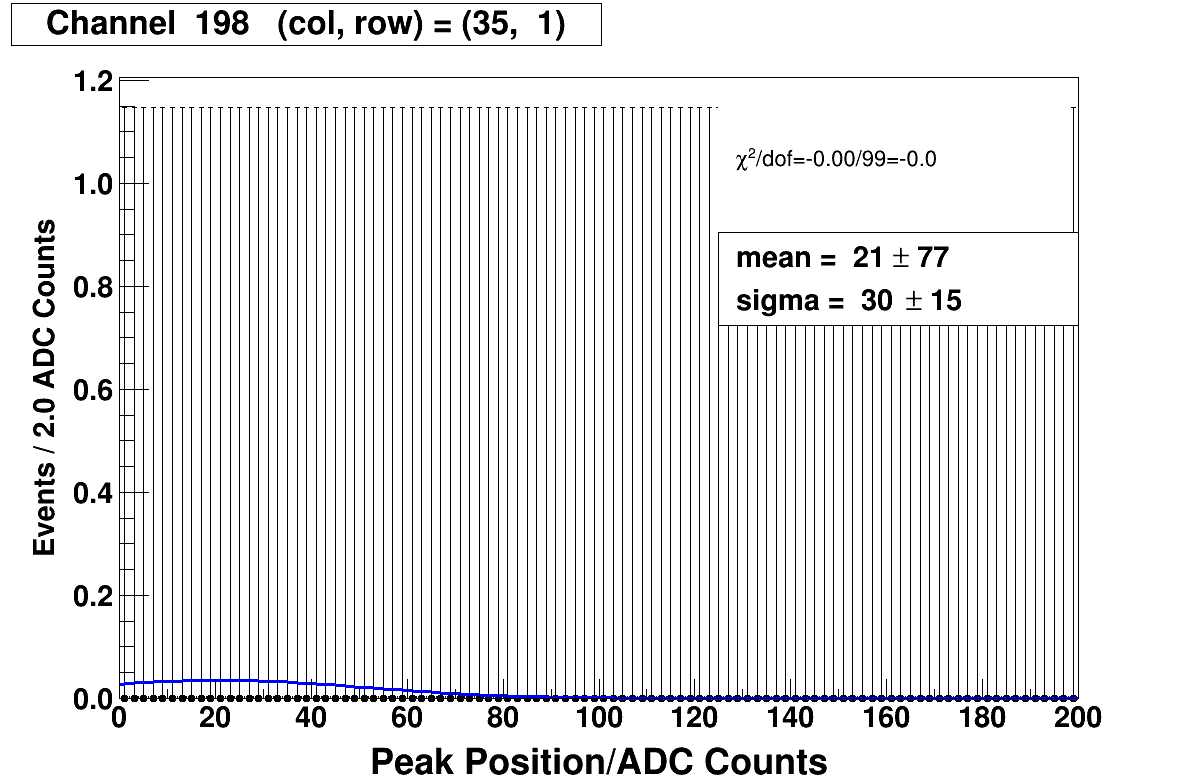 Channel 198 (col, row) = (35, 1)
1.2
1.0
0.8
0.6
0.4
0.2
0.0
Events / 2.0 ADC Counts
χ²/dof=-0.00/99=-0.0
mean = 21 ± 77
sigma = 30 ± 15
0 20 40 60 80 100 120 140 160 180 200
Peak Position/ADC Counts